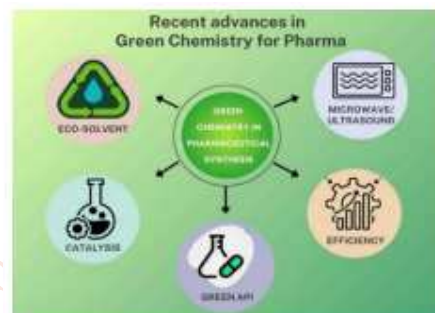 Recent advances in
Green Chemistry for Pharma
ECO-SOLVENT
GREEN
CHEMISTRY IN
PHARMACEUTICAL
SYNTHESIS
MICROWAVE/
ULTRASOUND
CATALYSIS
EFFICIENCY
GREEN API